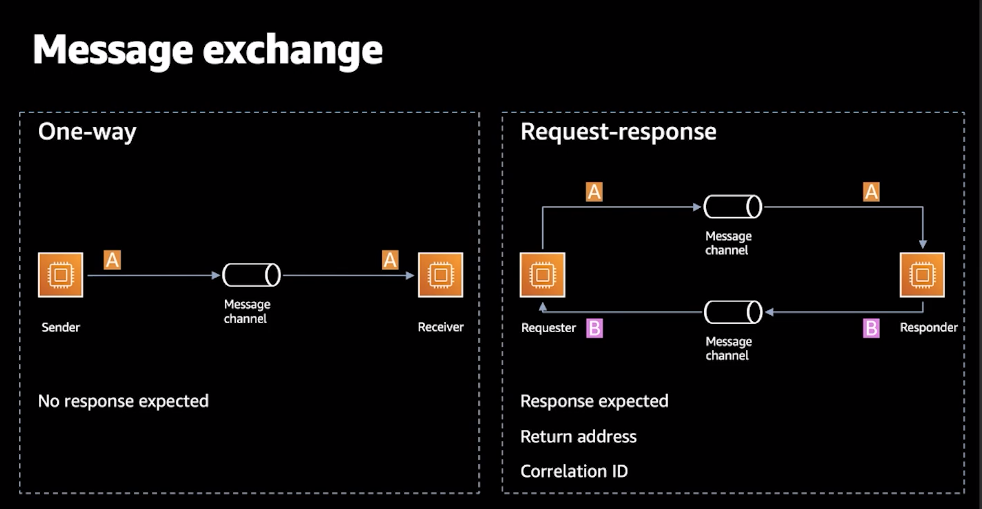 Message exchange
One-way
A
A
Message
channel
Sender
Receiver
No response expected
Request-response
A
A
Message
channel
Requester
B
Message
channel
B
Responder
Response expected
Return address
Correlation ID